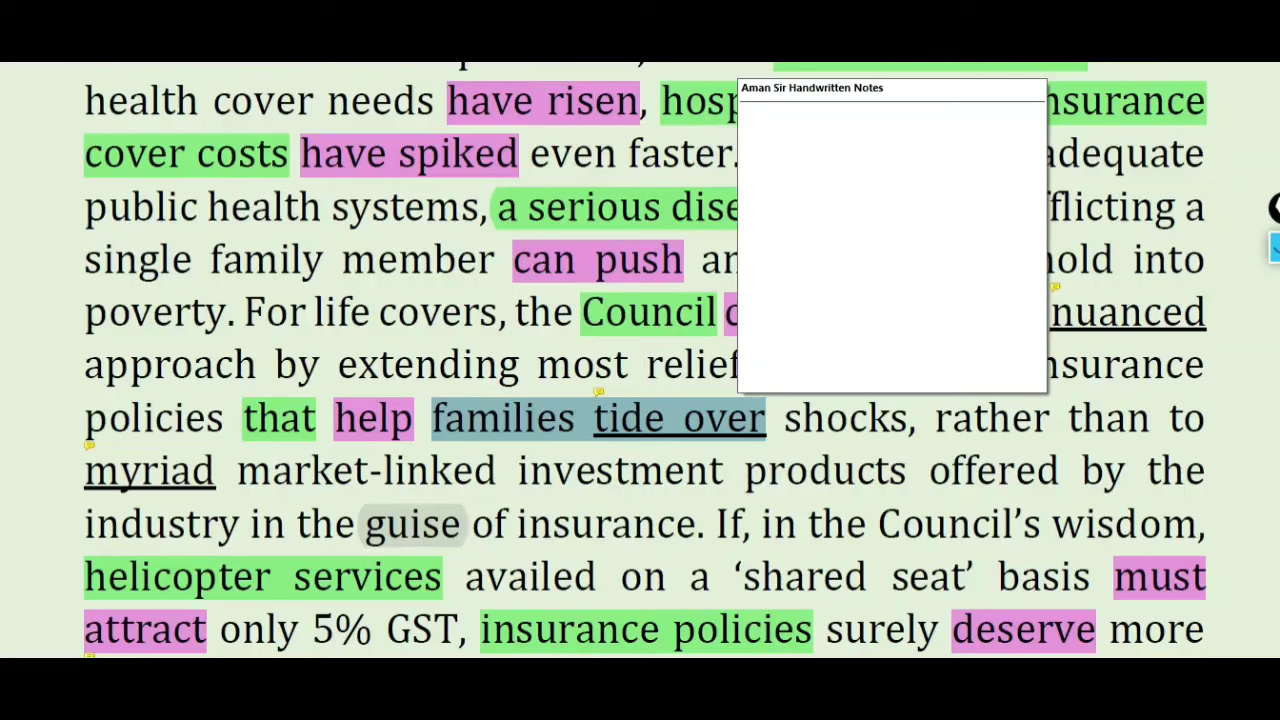 health cover needs have risen, hosp
nsurance
Aman Sir Handwritten Notes
cover costs have spiked even faster.
adequate
public health systems, a serious dise
flicting a
single family member can push an
hold into
poverty. For life covers, the Council
nuanced
approach by extending most relief
nsurance
policies that help families tide over shocks, rather than to
myriad market-linked investment products offered by the
industry in the guise of insurance. If, in the Council’s wisdom,
helicopter services availed on a ‘shared seat’ basis must
attract only 5% GST, insurance policies surely deserve more